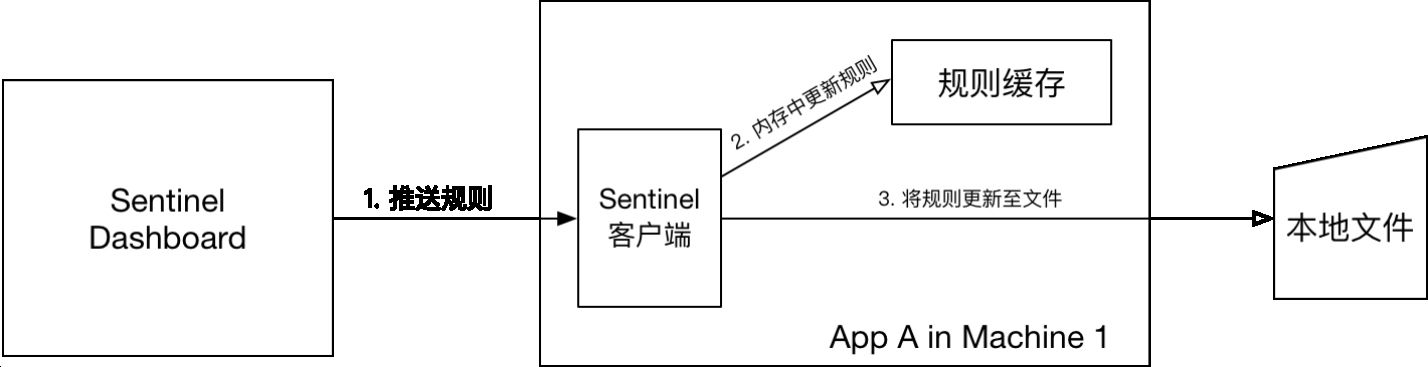 Sentinel
Dashboard
1. 推送规则
Sentinel
客户端
2. 内存中更新规则
规则缓存
3. 将规则更新至文件
本地文件
App A in Machine 1